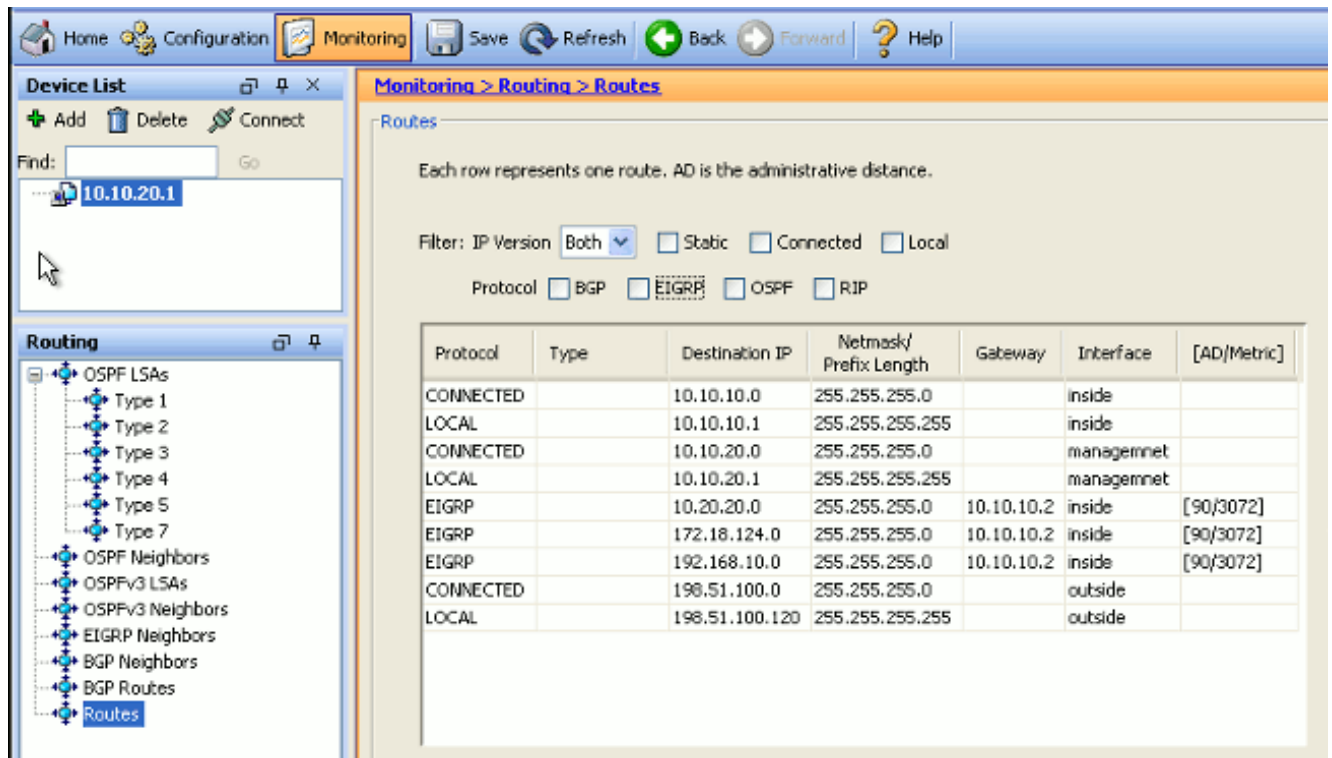 Home Configuration Monitoring Save Refresh Back Forward Help
Device List
Add Delete Connect
Find: Go
10.10.20.1
Routing
OSPF LSAs
Type 1
Type 2
Type 3
Type 4
Type 5
Type 7
OSPF Neighbors
OSPFv3 LSAs
OSPFv3 Neighbors
EIGRP Neighbors
BGP Neighbors
BGP Routes
Routes
Monitoring > Routing > Routes
Routes
Each row represents one route. AD is the administrative distance.
Filter: IP Version Both Static Connected Local
Protocol BGP EIGRP OSPF RIP
Protocol Type Destination IP Netmask/ Prefix Length Gateway Interface [AD/Metric]
CONNECTED 10.10.10.0 255.255.255.0 inside
LOCAL 10.10.10.1 255.255.255.255 inside
CONNECTED 10.10.20.0 255.255.255.0 managemnet
LOCAL 10.10.20.1 255.255.255.255 managemnet
EIGRP 10.20.20.0 255.255.255.0 10.10.10.2 inside [90/3072]
EIGRP 172.18.124.0 255.255.255.0 10.10.10.2 inside [90/3072]
EIGRP 192.168.10.0 255.255.255.0 10.10.10.2 inside [90/3072]
CONNECTED 198.51.100.0 255.255.255.0 outside
LOCAL 198.51.100.120 255.255.255.255 outside